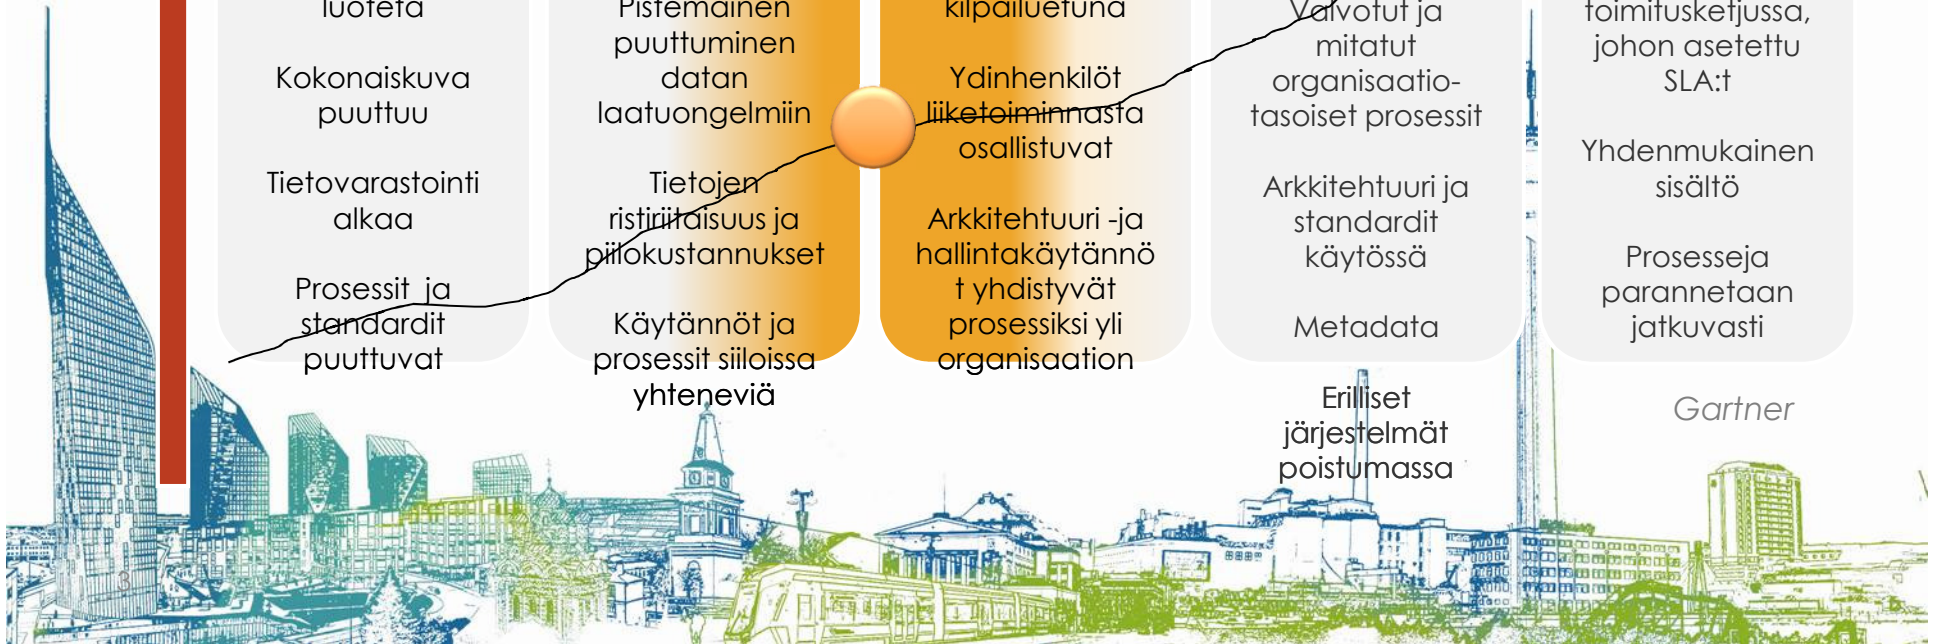 luoteta
Kokonaiskuva
puuttuu
Tietovarastointi
alkaa
Prosessit ja
standardit
puuttuvat
Pistemäinen
puuttuminen
datan
laatuongelmiin
Tietojen
ristiriitaisuus ja
piilokustannukset
Käytännöt ja
prosessit siiloissa
yhteneviä
kilpailuetuna
Ydinhenkilöt
liiketoiminnasta
osallistuvat
Arkkitehtuuri -ja
hallintakäytännö
t yhdistyvät
prosessiksi yli
organisaation
Valvotut ja
mitatut
organisaatio-
tasoiset prosessit
Arkkitehtuuri ja
standardit
käytössä
Metadata
Erilliset
järjestelmät
poistumassa
toimitusketjussa,
johon asetettu
SLA:t
Yhdenmukainen
sisältö
Prosesseja
parannetaan
jatkuvasti
Gartner
3